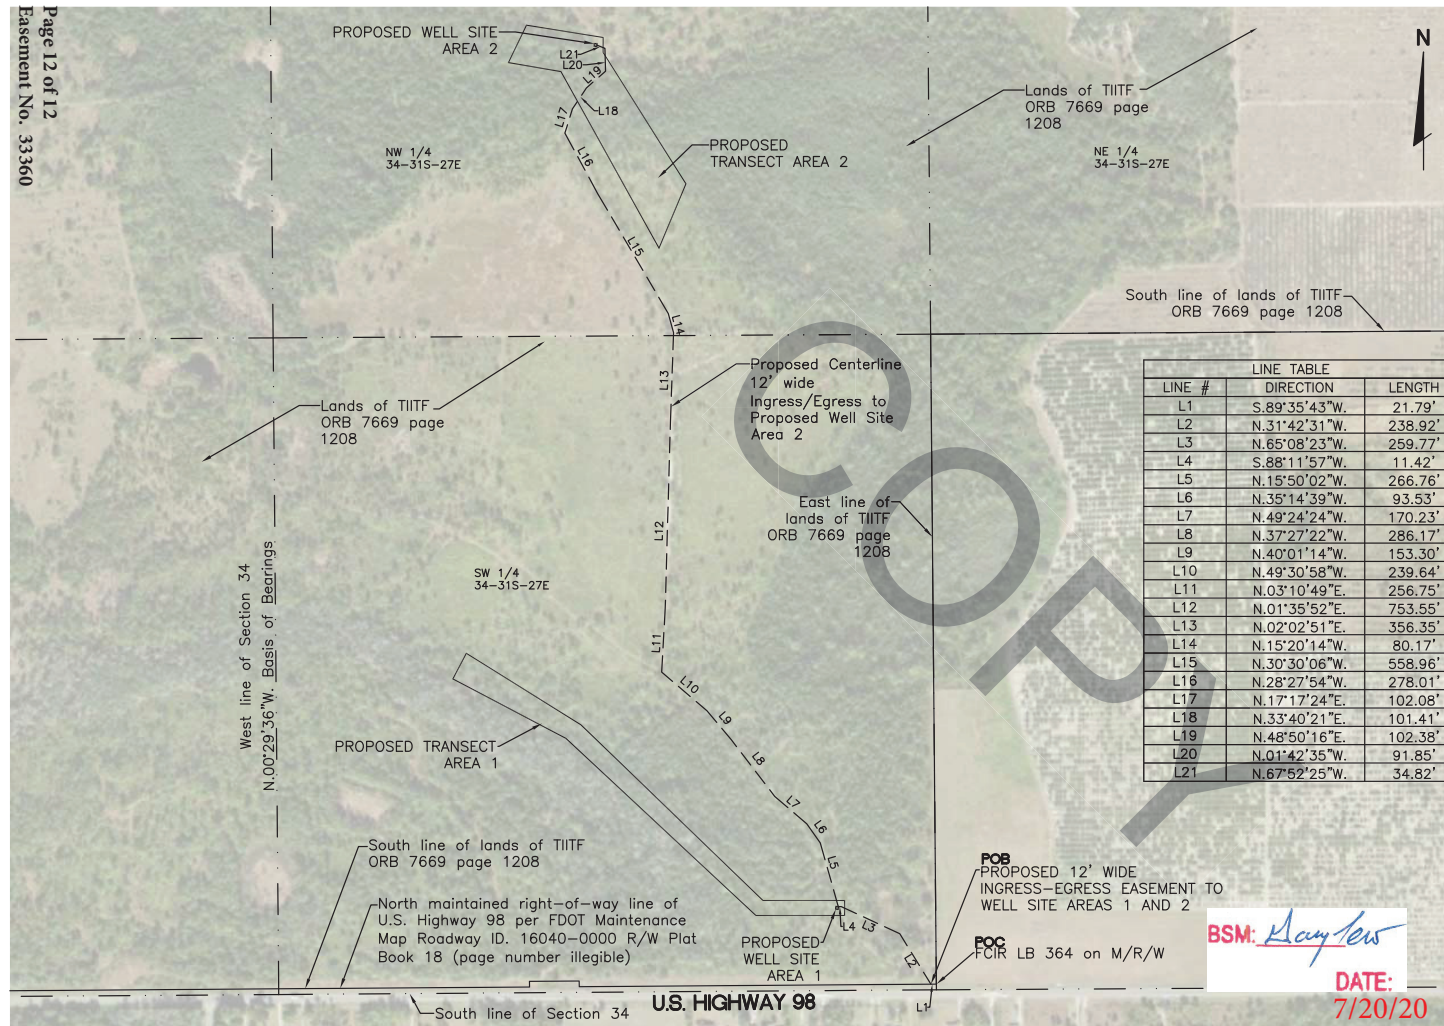 Page 12 of 12
Easement No. 33360
PROPOSED WELL SITE
AREA 2
L21
L20
L19
L18
L17
L16
PROPOSED
TRANSECT AREA 2
NW 1/4
34-31S-27E
Lands of TIITF
ORB 7669 page
1208
NE 1/4
34-31S-27E
N
L15
L14
South line of lands of TIITF
ORB 7669 page 1208
Proposed Centerline
12' wide
Ingress/Egress to
Proposed Well Site
Area 2
L13
Lands of TIITF
ORB 7669 page
1208
COPY
East line of
lands of TIITF
ORB 7669 page
1208
L12
SW 1/4
34-31S-27E
West line of Section 34
N.00°29'36"W. Basis of Bearings
L11
L10
L9
L8
L7
L6
L5
L4
L3
L2
L1
LINE TABLE
LINE # DIRECTION LENGTH
L1 S.89°35'43"W. 21.79'
L2 N.31°42'31"W. 238.92'
L3 N.65°08'23"W. 259.77'
L4 S.88°11'57"W. 11.42'
L5 N.15°50'02"W. 266.76'
L6 N.35°14'39"W. 93.53'
L7 N.49°24'24"W. 170.23'
L8 N.37°27'22"W. 286.17'
L9 N.40°01'14"W. 153.30'
L10 N.49°30'58"W. 239.64'
L11 N.03°10'49"E. 256.75'
L12 N.01°35'52"E. 753.55'
L13 N.02°02'51"E. 356.35'
L14 N.15°20'14"W. 80.17'
L15 N.30°30'06"W. 558.96'
L16 N.28°27'54"W. 278.01'
L17 N.17°17'24"E. 102.08'
L18 N.33°40'21"E. 101.41'
L19 N.48°50'16"E. 102.38'
L20 N.01°42'35"W. 91.85'
L21 N.67°52'25"W. 34.82'
PROPOSED TRANSECT
AREA 1
South line of lands of TIITF
ORB 7669 page 1208
North maintained right-of-way line of
U.S. Highway 98 per FDOT Maintenance
Map Roadway ID. 16040-0000 R/W Plat
Book 18 (page number illegible)
PROPOSED
WELL SITE
AREA 1
POB
PROPOSED 12' WIDE
INGRESS-EGRESS EASEMENT TO
WELL SITE AREAS 1 AND 2
POC
FCIR LB 364 on M/R/W
South line of Section 34
U.S. HIGHWAY 98
BSM:
DATE:
7/20/20